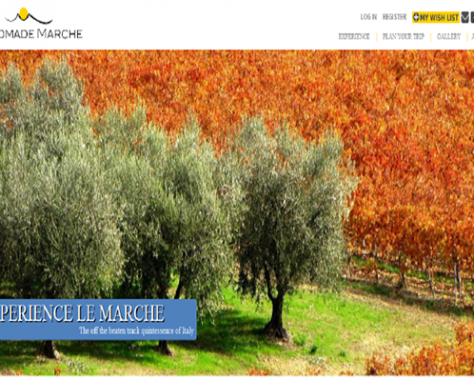 LOG IN REGISTER MY WISH LIST
OMADE MARCHE
EXPERIENCE PLAN YOUR TRIP GALLERY
PERIENCE LE MARCHE
The off the beaten track quintessence of Italy